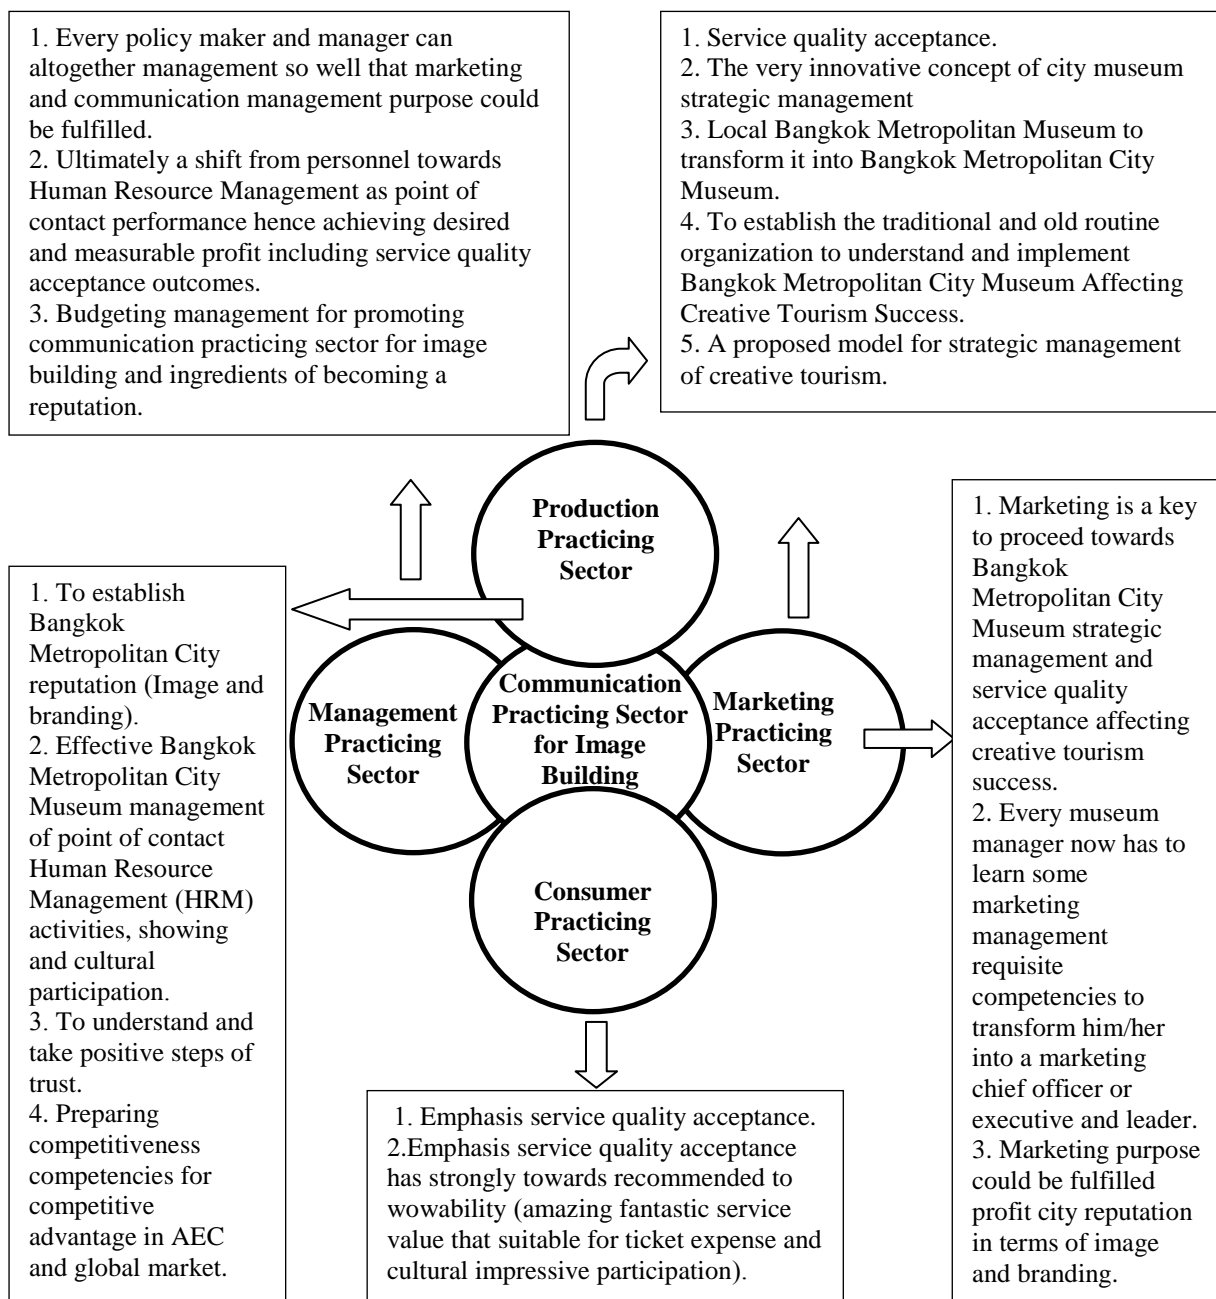 1. Every policy maker and manager can
altogether management so well that marketing
and communication management purpose could
be fulfilled.
2. Ultimately a shift from personnel towards
Human Resource Management as point of
contact performance hence achieving desired
and measurable profit including service quality
acceptance outcomes.
3. Budgeting management for promoting
communication practicing sector for image
building and ingredients of becoming a
reputation.
1. Service quality acceptance.
2. The very innovative concept of city museum
strategic management
3. Local Bangkok Metropolitan Museum to
transform it into Bangkok Metropolitan City
Museum.
4. To establish the traditional and old routine
organization to understand and implement
Bangkok Metropolitan City Museum Affecting
Creative Tourism Success.
5. A proposed model for strategic management
of creative tourism.
Production
Practicing
Sector
1. To establish
Bangkok
Metropolitan City
reputation (Image and
branding).
2. Effective Bangkok
Metropolitan City
Museum management
of point of contact
Human Resource
Management (HRM)
activities, showing
and cultural
participation.
3. To understand and
take positive steps of
trust.
4. Preparing
competitiveness
competencies for
competitive
advantage in AEC
and global market.
Management
Practicing
Sector
Communication
Practicing Sector
for Image
Building
Marketing
Practicing
Sector
1. Marketing is a key
to proceed towards
Bangkok
Metropolitan City
Museum strategic
management and
service quality
acceptance affecting
creative tourism
success.
2. Every museum
manager now has to
learn some
marketing
management
requisite
competencies to
transform him/her
into a marketing
chief officer or
executive and leader.
3. Marketing purpose
could be fulfilled
profit city reputation
in terms of image
and branding.
Consumer
Practicing
Sector
1. Emphasis service quality acceptance.
2.Emphasis service quality acceptance
has strongly towards recommended to
wowability (amazing fantastic service
value that suitable for ticket expense and
cultural impressive participation).